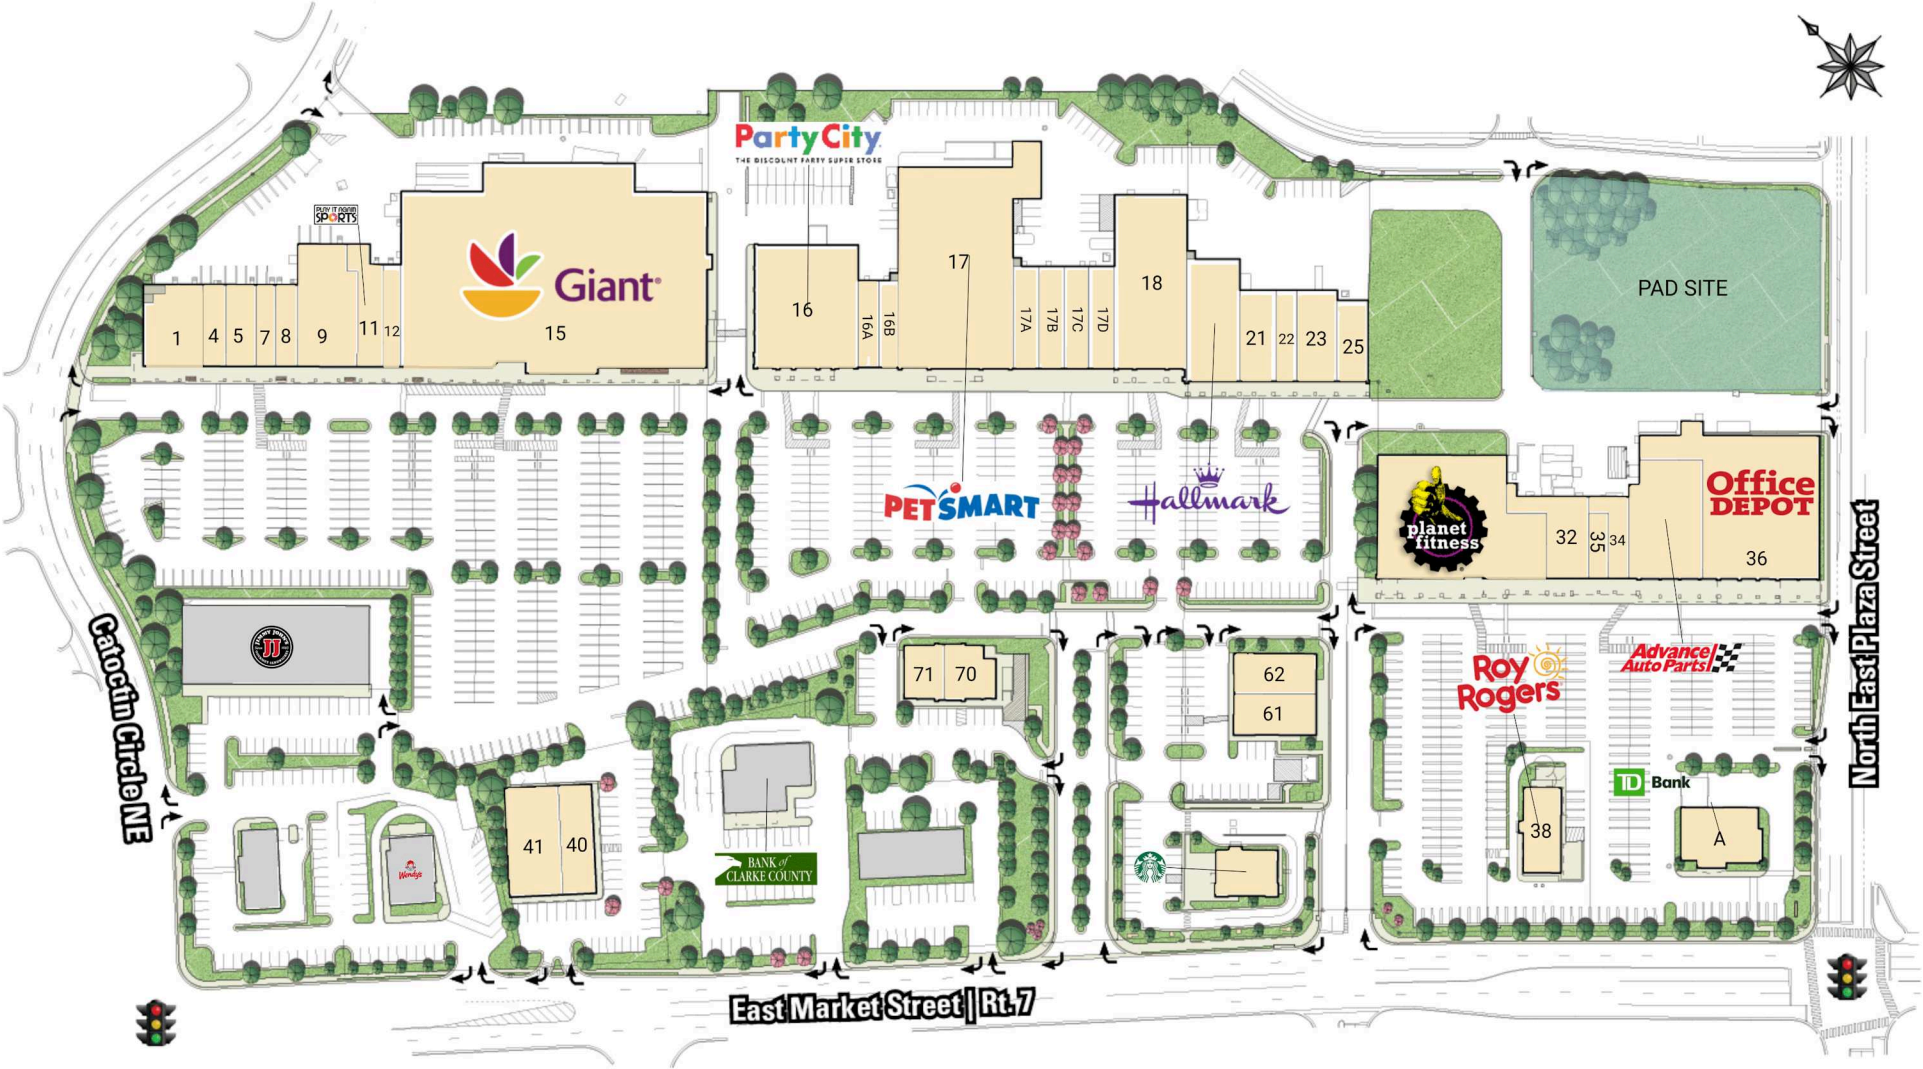 Party City
THE DISCOUNT PARTY SUPER STORE
PLAY IT AGAIN
SPORTS
Giant
1
4
5
7
8
9
11
12
15
16
16A
16B
17
17A
17B
17C
17D
18
21
22
23
25
PAD SITE
PETSMART
Hallmark
planet
fitness
32
35
34
Office
DEPOT
36
JIMMY JOHN'S
JJ
71
70
62
61
Roy
Rogers
Advance
Auto Parts
TD Bank
38
A
41
40
Wendy's
BANK of
CLARKE COUNTY
Catoctin Circle NE
North East Plaza Street
East Market Street | Rt. 7